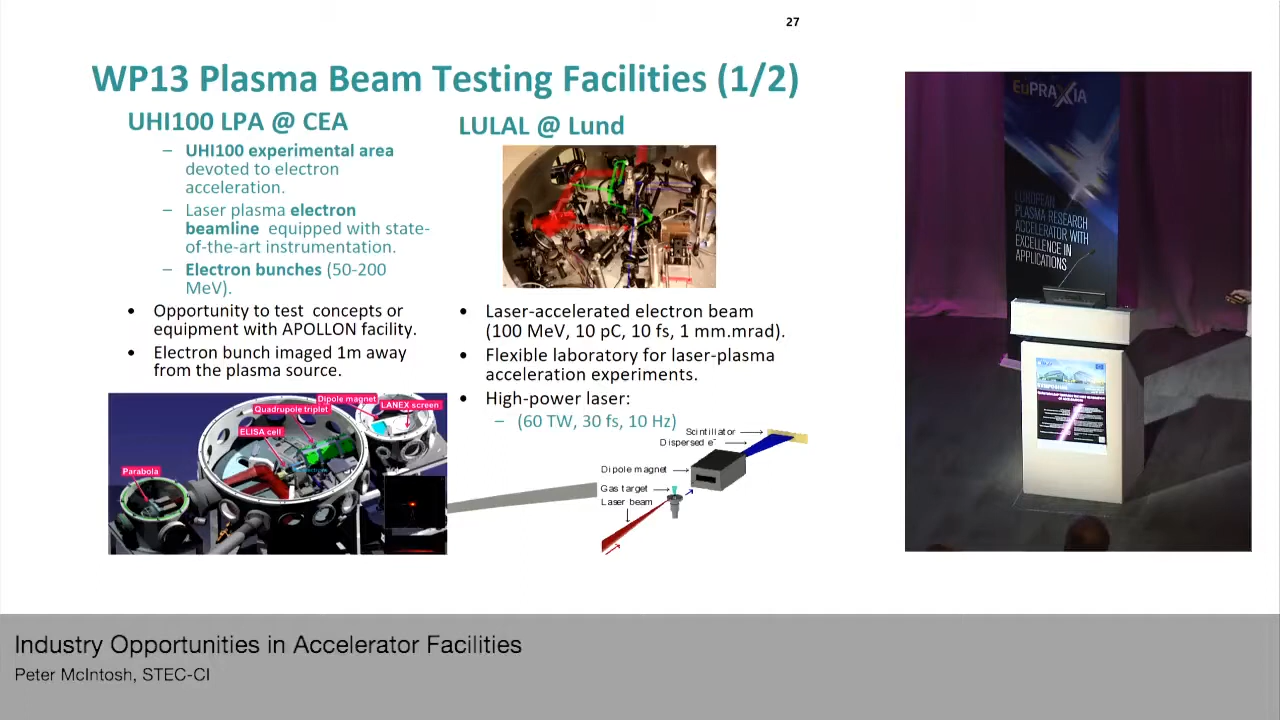 27
WP13 Plasma Beam Testing Facilities (1/2)
UHI100 LPA @ CEA
– UHI100 experimental area
devoted to electron
acceleration.
– Laser plasma electron
beamline equipped with state-
of-the-art instrumentation.
– Electron bunches (50-200
MeV).
• Opportunity to test concepts or
equipment with APOLLON facility.
• Electron bunch imaged 1m away
from the plasma source.
Dipole magnet
Quadrupole triplet
LANEX screen
ELISA cell
Parabola
LULAL @ Lund
• Laser-accelerated electron beam
(100 MeV, 10 pC, 10 fs, 1 mm.mrad).
• Flexible laboratory for laser-plasma
acceleration experiments.
• High-power laser:
– (60 TW, 30 fs, 10 Hz)
Scintillator
Dispersed e⁻
Dipole magnet
Gas target
Laser beam
EuPRAXIA
EUROPEAN
PLASMA RESEARCH
ACCELERATOR WITH
EXCELLENCE IN
APPLICATIONS
SYMPOSIUM
Industry Opportunities in Accelerator Facilities
Peter McIntosh, STEC-CI